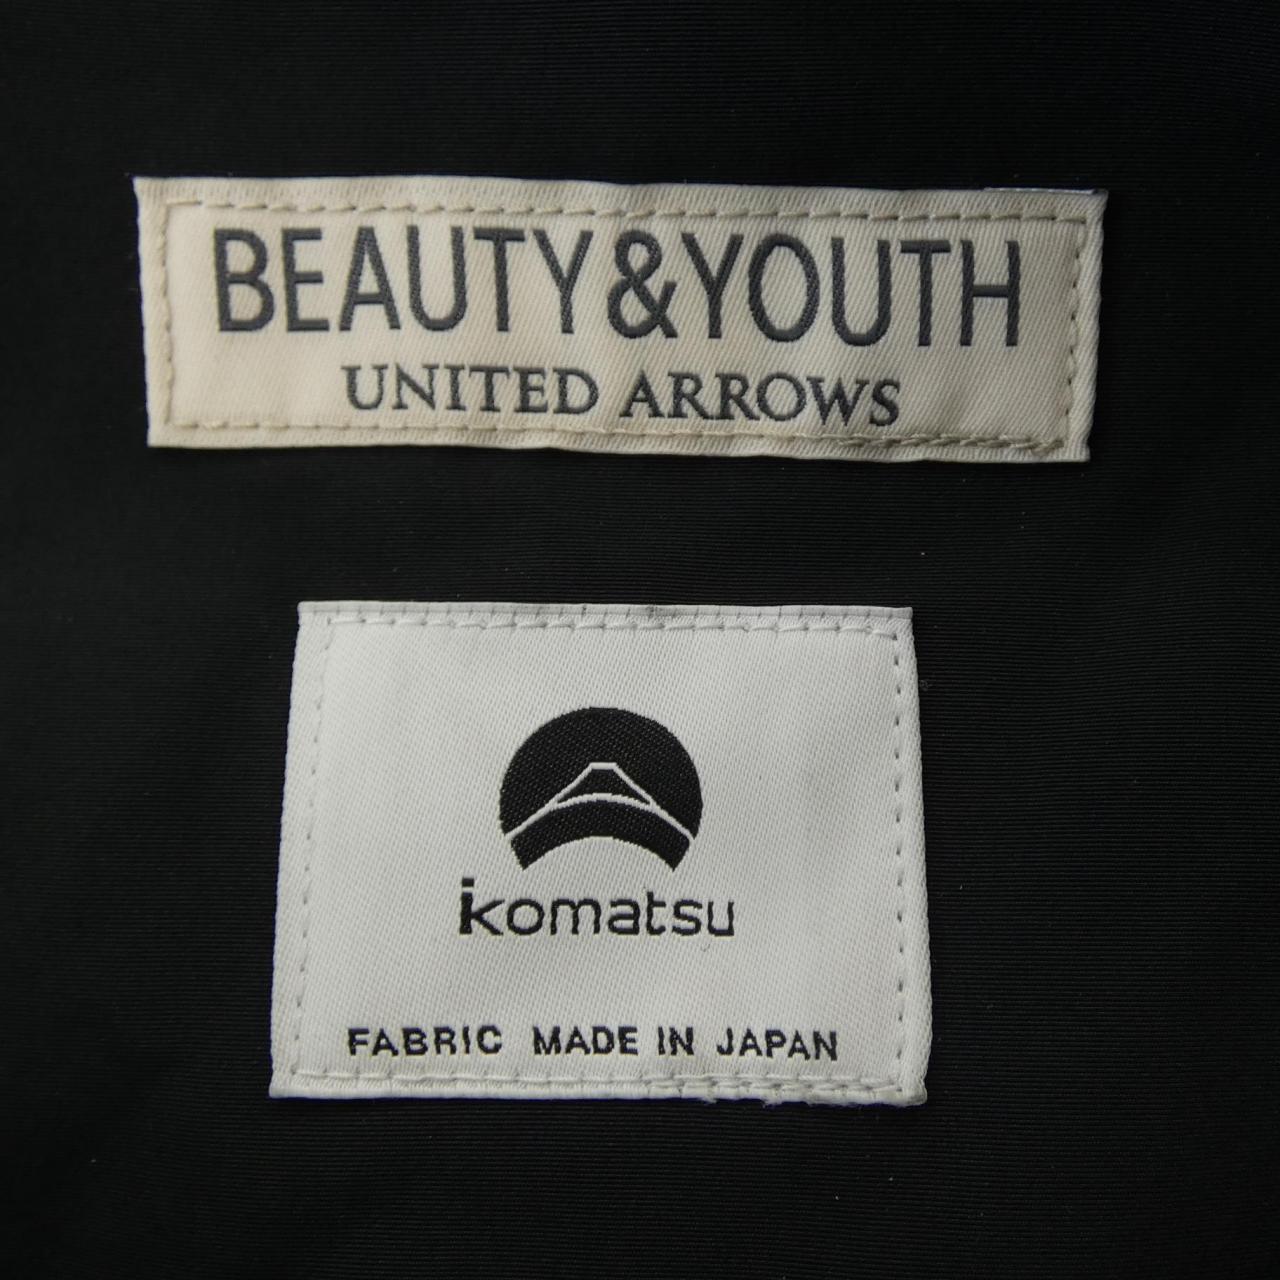 BEAUTY&YOUTH
UNITED ARROWS
komatsu
FABRIC MADE IN JAPAN